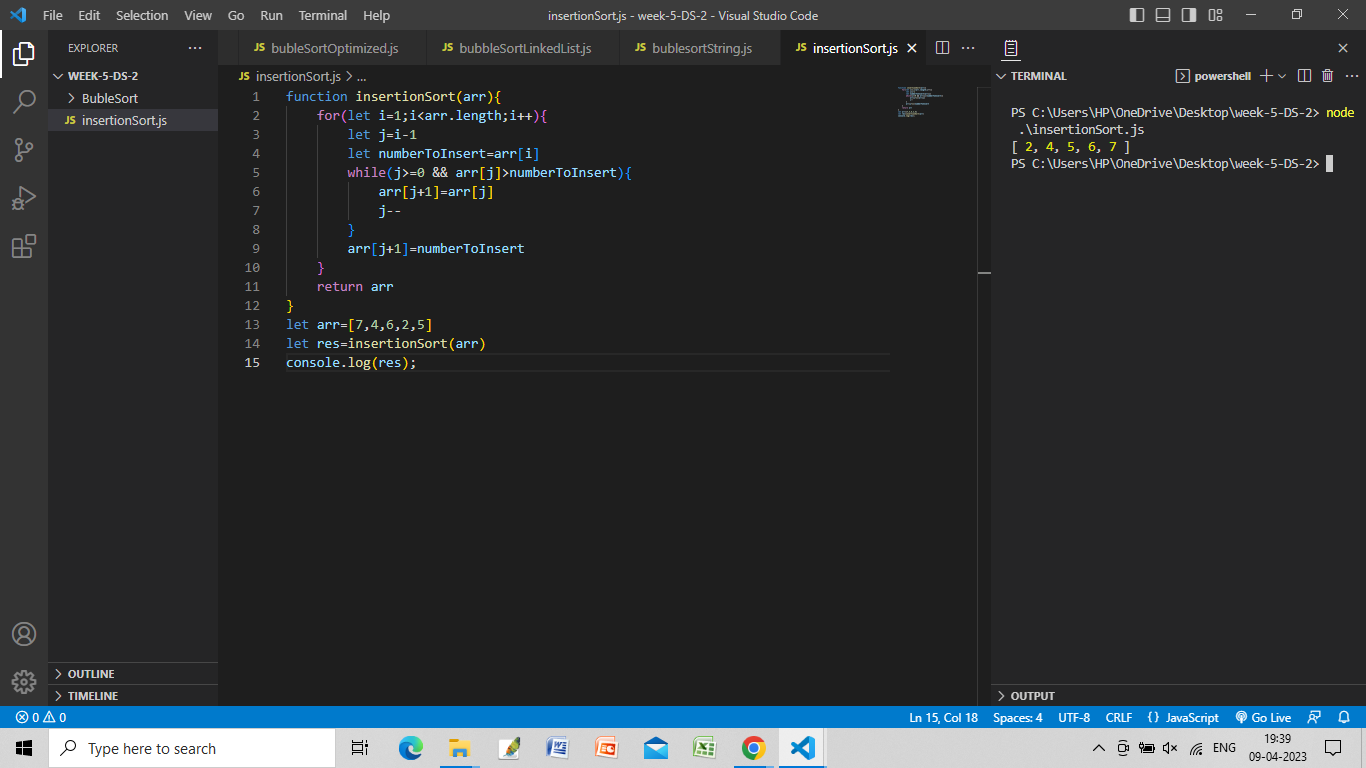 File Edit Selection View Go Run Terminal Help
insertionSort.js - week-5-DS-2 - Visual Studio Code
EXPLORER
WEEK-5-DS-2
BubleSort
JS insertionSort.js
OUTLINE
TIMELINE
JS bubleSortOptimized.js JS bubbleSortLinkedList.js JS bublesortString.js JS insertionSort.js
JS insertionSort.js > ...
1 function insertionSort(arr){
2 for(let i=1;i<arr.length;i++){
3 let j=i-1
4 let numberToInsert=arr[i]
5 while(j>=0 && arr[j]>numberToInsert){
6 arr[j+1]=arr[j]
7 j--
8 }
9 arr[j+1]=numberToInsert
10 }
11 return arr
12 }
13 let arr=[7,4,6,2,5]
14 let res=insertionSort(arr)
15 console.log(res);
TERMINAL
powershell
PS C:\Users\HP\OneDrive\Desktop\week-5-DS-2> node
.\insertionSort.js
[ 2, 4, 5, 6, 7 ]
PS C:\Users\HP\OneDrive\Desktop\week-5-DS-2>
OUTPUT
0 0
Ln 15, Col 18 Spaces: 4 UTF-8 CRLF {} JavaScript Go Live
Type here to search
ENG
19:39
09-04-2023